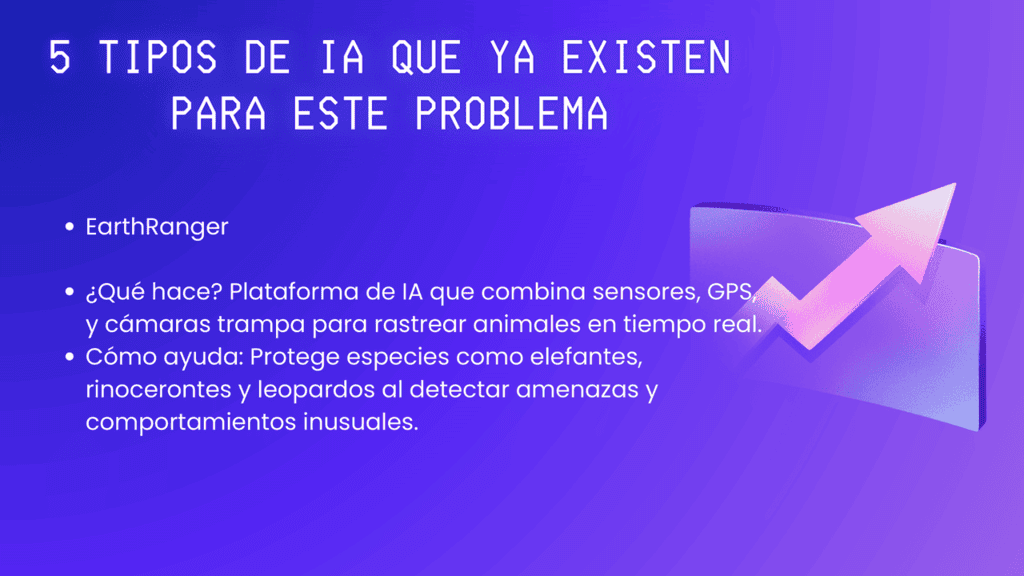 5 TIPOS DE IA QUE YA EXISTEN
PARA ESTE PROBLEMA
• EarthRanger
• ¿Qué hace? Plataforma de IA que combina sensores, GPS,
y cámaras trampa para rastrear animales en tiempo real.
• Cómo ayuda: Protege especies como elefantes,
rinocerontes y leopardos al detectar amenazas y
comportamientos inusuales.